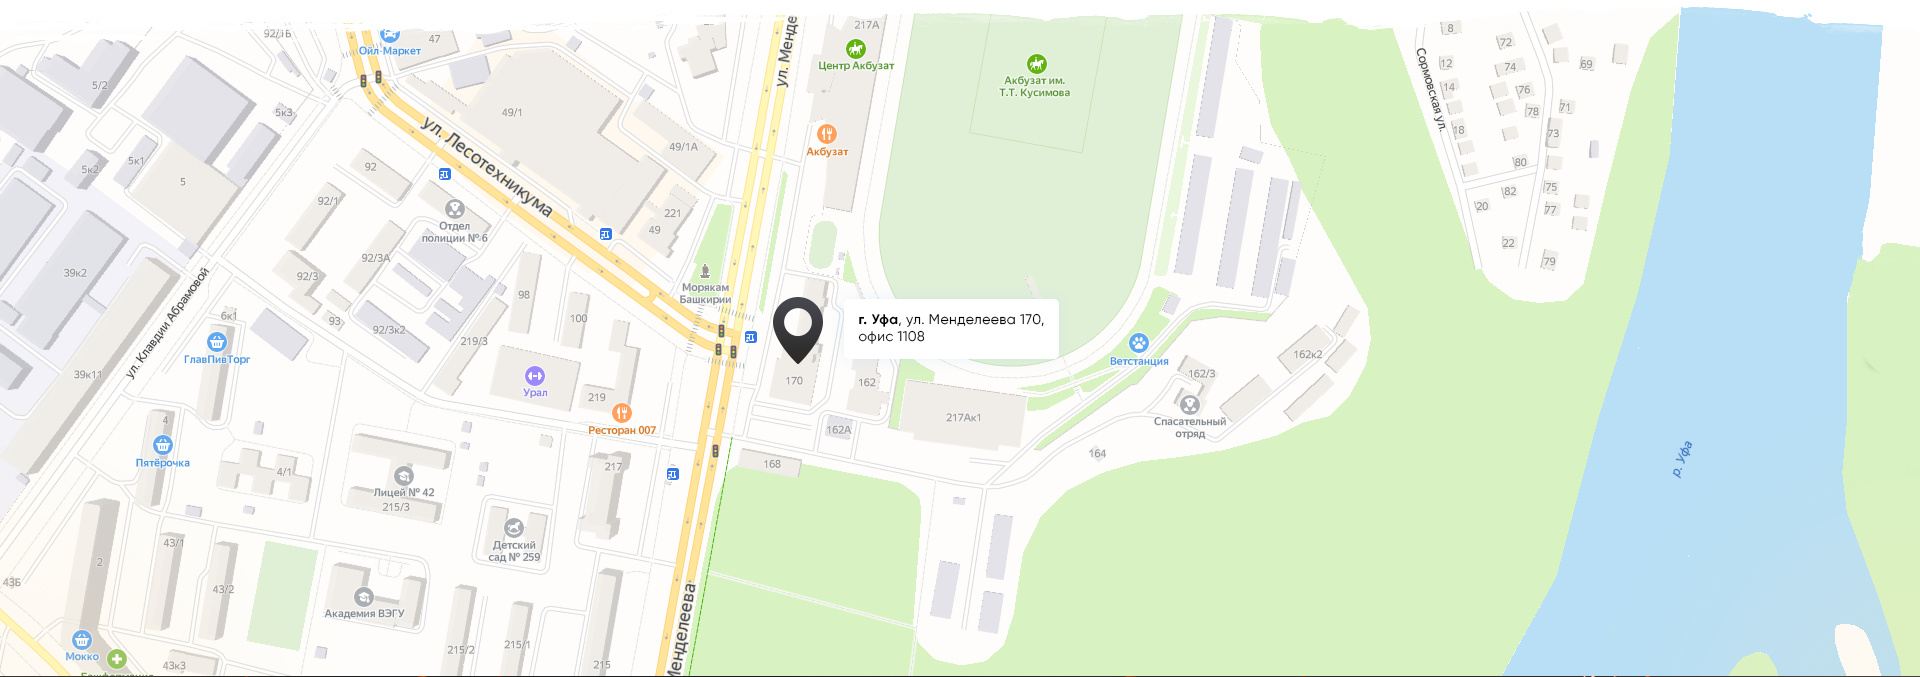 217А
92/1Б
47
Ойл-Маркет
ул. Менде
Центр Акбузат
Акбузат им.
Т.Т. Кусимова
8
72
12
74
69
14
76
78
71
18
73
80
75
82
20
77
22
79
Сормовская ул.
5/2
5к3
49/1
ул. Лесотехникума
49/1А
Акбузат
5к1
5к2
5
92
92/1
Отдел
полиции № 6
221
49
39к2
92/3А
92/3
98
Морякам
Башкирии
ул. Клавдии Абрамовой
6к1
93
92/3к2
100
219/3
г. Уфа, ул. Менделеева 170,
офис 1108
ГлавПивТорг
39к11
Урал
219
170
162
Ветстанция
162к2
162/3
Ресторан 007
217Ак1
Спасательный
отряд
4
162А
164
Пятёрочка
168
4/1
217
р. Уфа
Лицей № 42
215/3
43/1
Детский
сад № 259
2
43Б
43/2
Академия ВЭГУ
Менделеева
Мокко
43к3
215/2
215/1
215